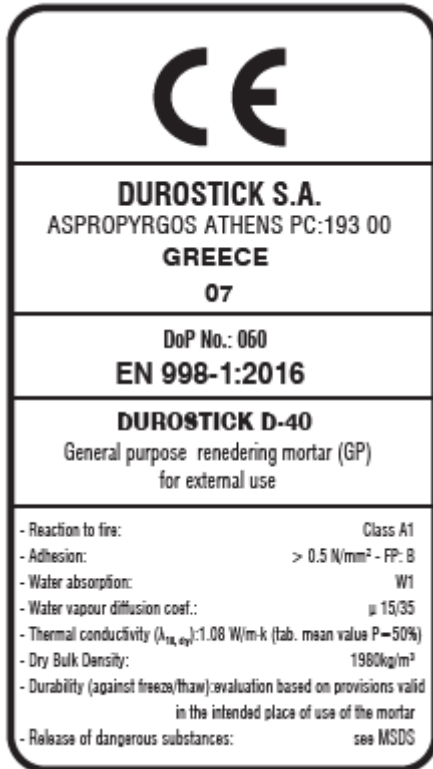 CE
DUROSTICK S.A.
ASPROPYRGOS ATHENS PC:193 00
GREECE
07
DoP No.: 060
EN 998-1:2016
DUROSTICK D-40
General purpose renedering mortar (GP)
for external use
- Reaction to fire: Class A1
- Adhesion: > 0.5 N/mm² - FP: B
- Water absorption: W1
- Water vapour diffusion coef.: μ 15/35
- Thermal conductivity (λ10, dry):1.08 W/m·k (tab. mean value P=50%)
- Dry Bulk Density: 1980kg/m³
- Durability (against freeze/thaw):evaluation based on provisions valid
in the intended place of use of the mortar
- Release of dangerous substances: see MSDS